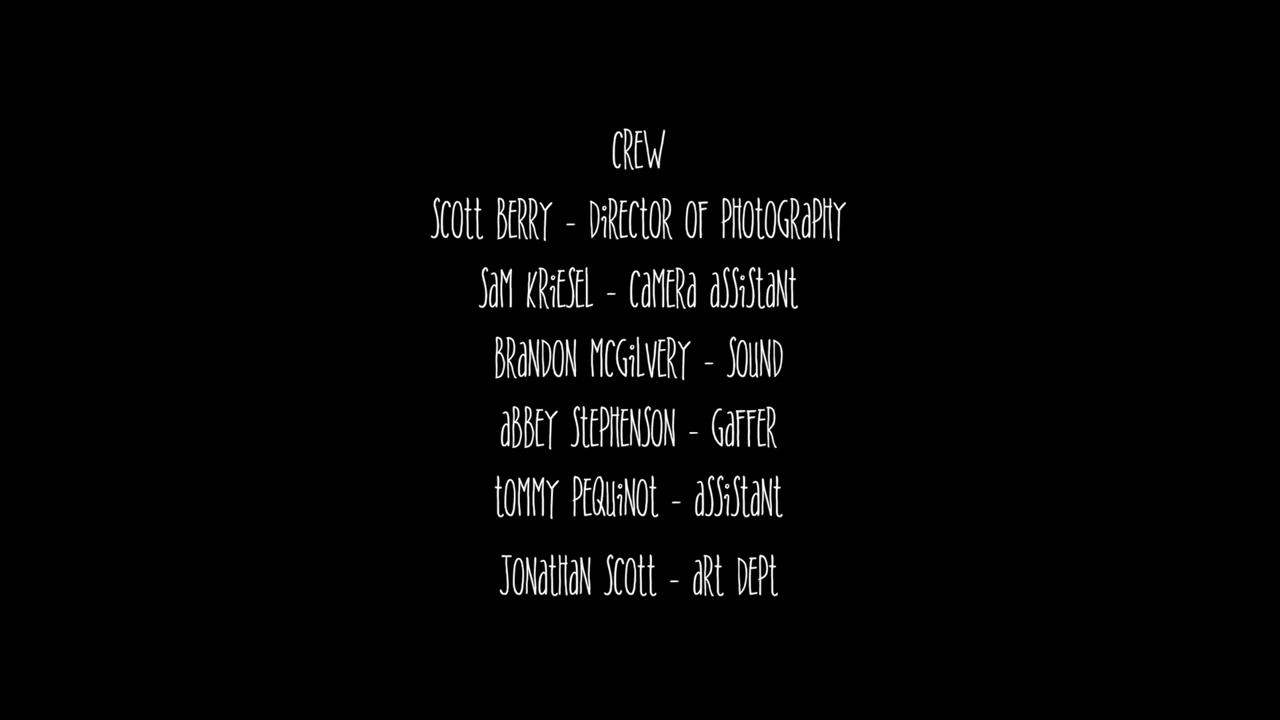 CREW
SCOtt BERRY - DiRECtOR OF PHOtOGRaPHY
SaM KRiESEL - CaMERa aSSiStaNt
BRaNDON MCGiLVERY - SOuND
aBBEY StEPHENSON - GaFFER
tOMMY PEQuiNOt - aSSiStaNt
JONatHaN SCOtt - aRt DEPt